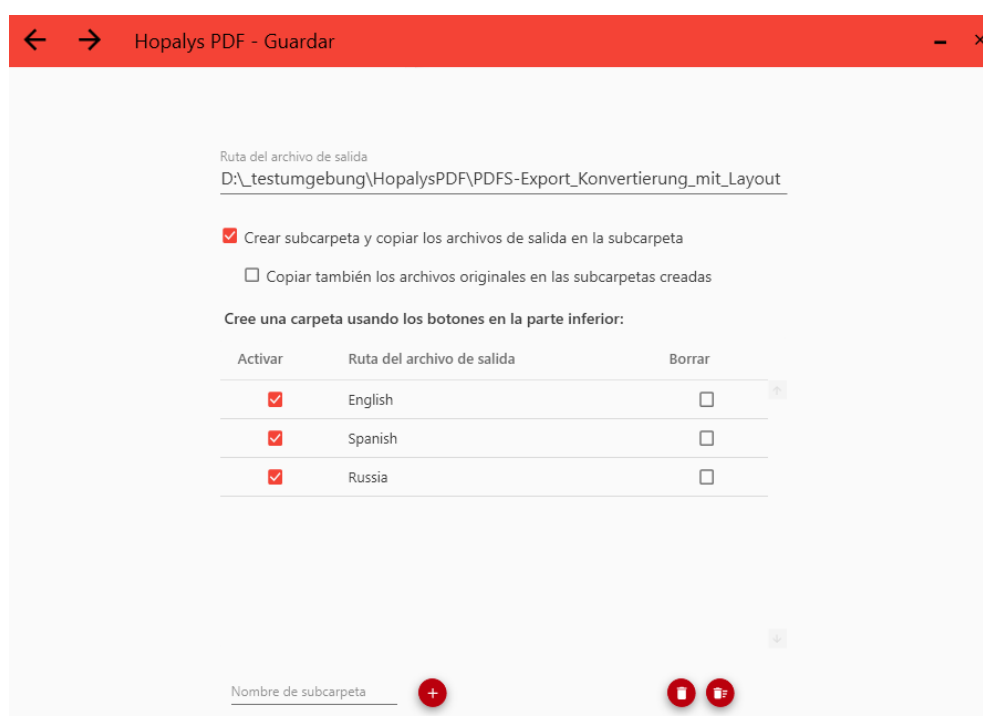 Hopalys PDF - Guardar
Ruta del archivo de salida
D:\_testumgebung\HopalysPDF\PDFS-Export_Konvertierung_mit_Layout
Crear subcarpeta y copiar los archivos de salida en la subcarpeta
Copiar también los archivos originales en las subcarpetas creadas
Cree una carpeta usando los botones en la parte inferior:
Activar Ruta del archivo de salida Borrar
English
Spanish
Russia
Nombre de subcarpeta